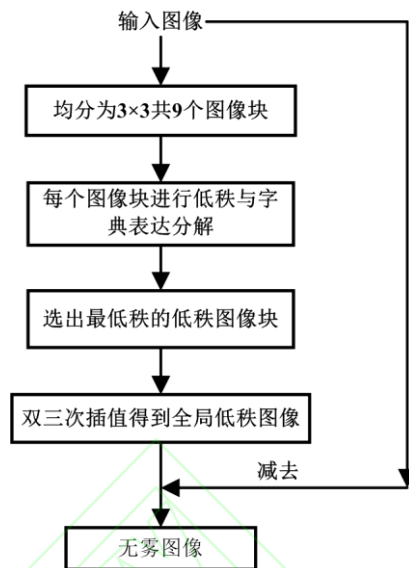 输入图像
均分为3×3共9个图像块
每个图像块进行低秩与字
典表达分解
选出最低秩的低秩图像块
双三次插值得到全局低秩图像
减去
无雾图像